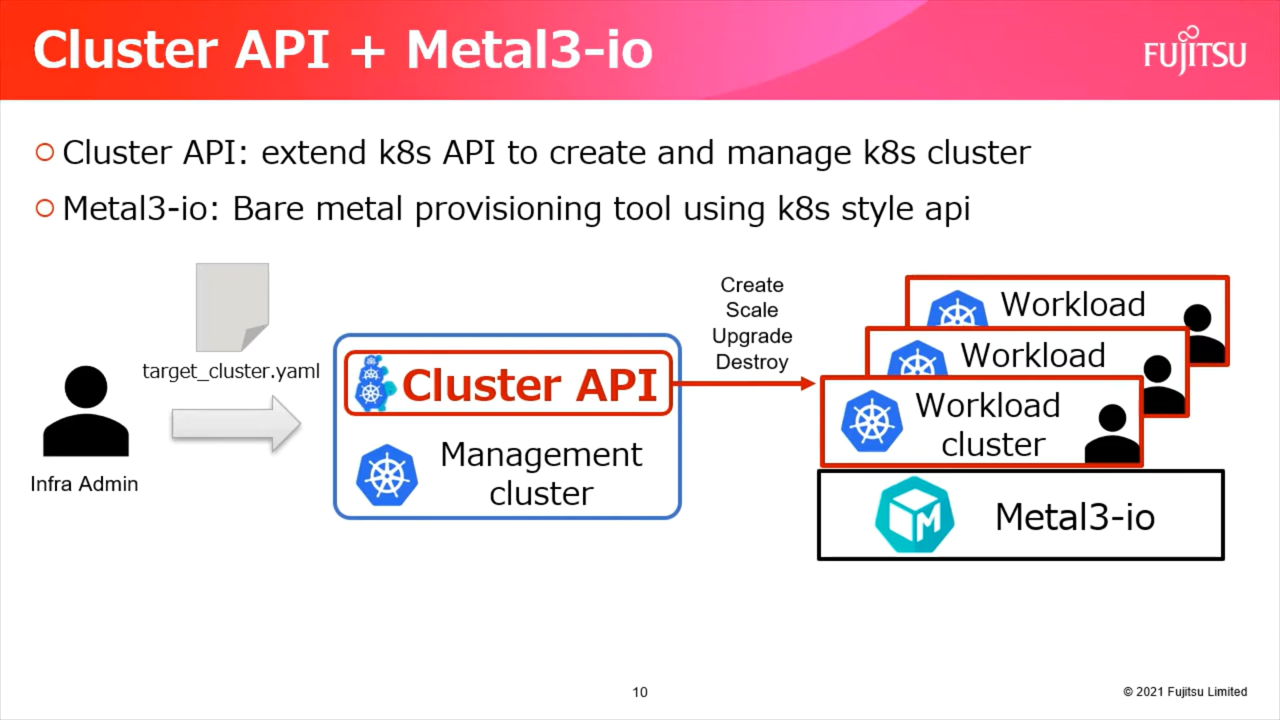 Cluster API + Metal3-io
FUJITSU
Cluster API: extend k8s API to create and manage k8s cluster
Metal3-io: Bare metal provisioning tool using k8s style api
target_cluster.yaml
Infra Admin
Cluster API
Management
cluster
Create
Scale
Upgrade
Destroy
Workload
Workload
Workload
cluster
M
Metal3-io
10
© 2021 Fujitsu Limited